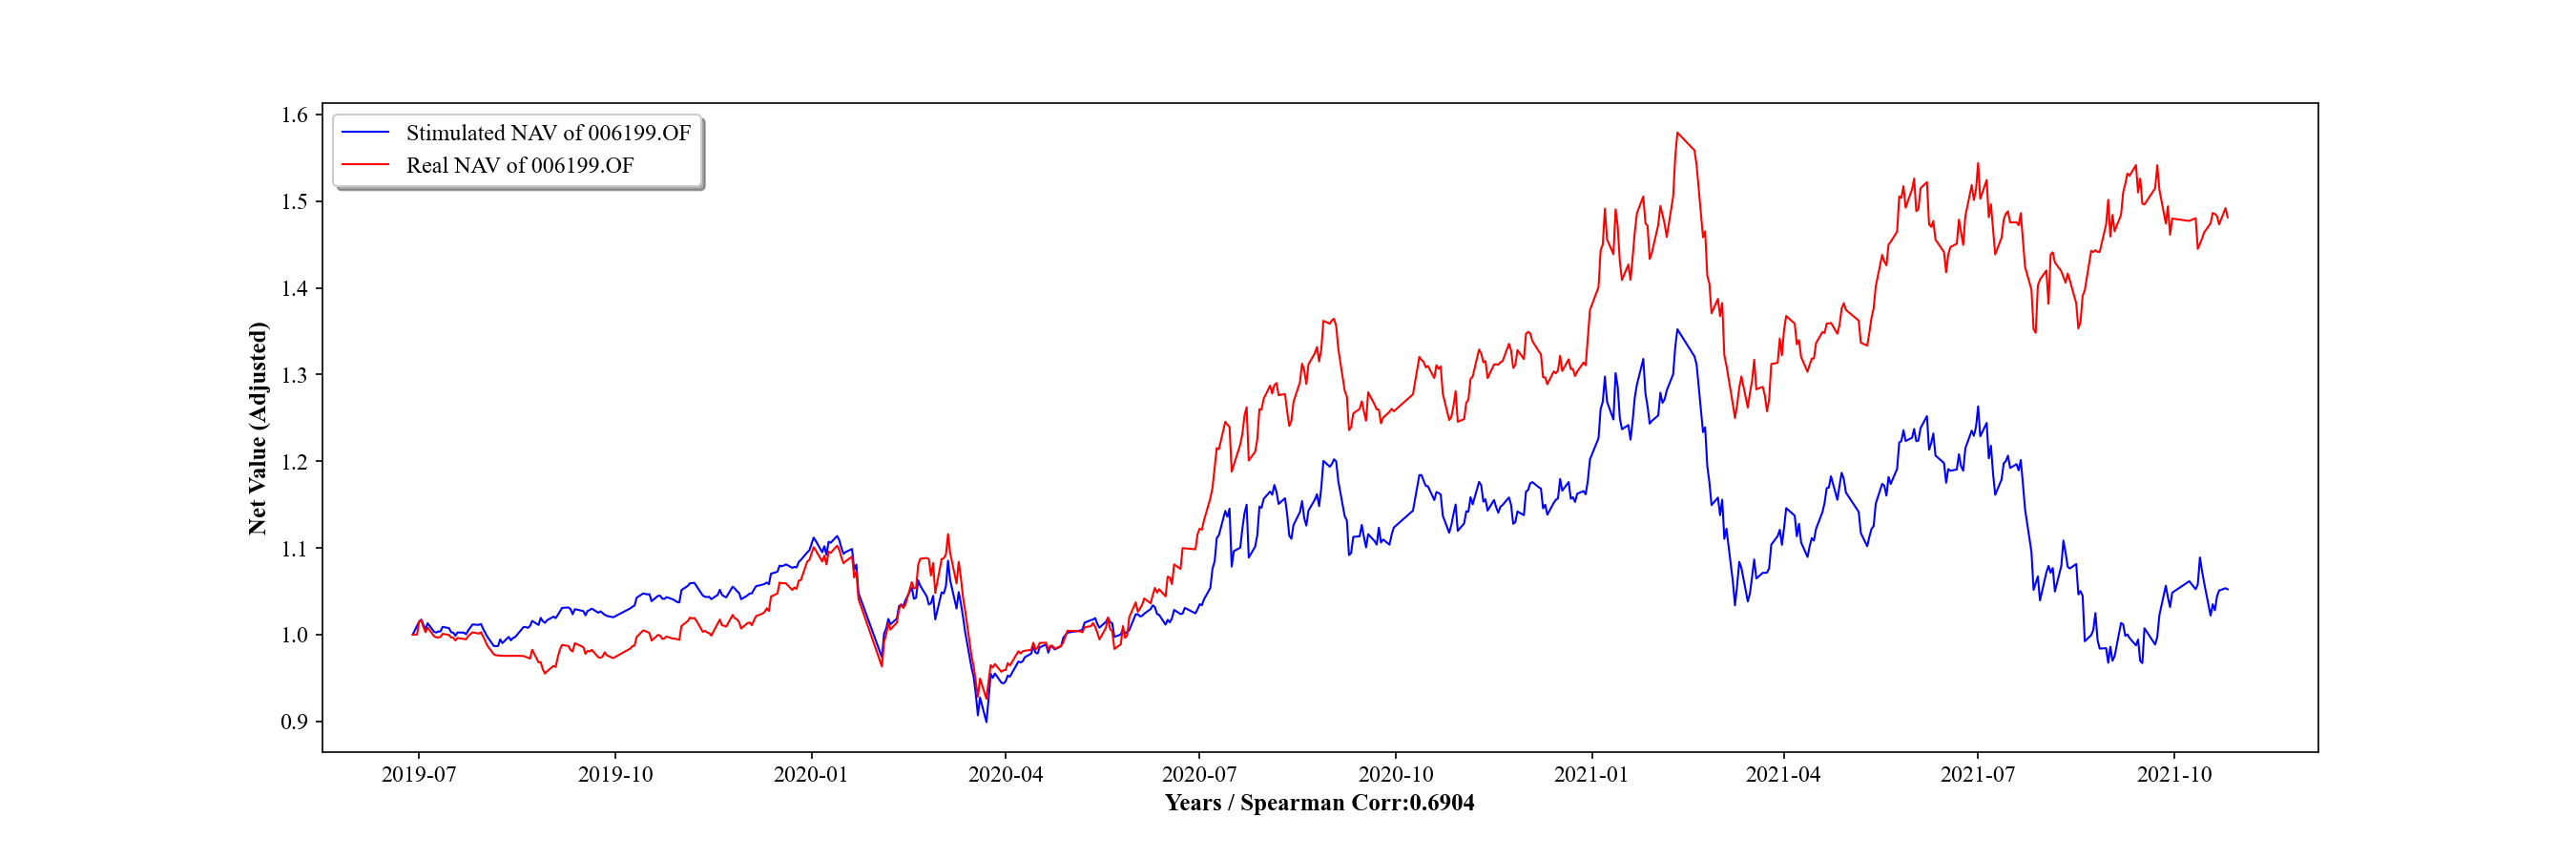 Stimulated NAV of 006199.OF
Real NAV of 006199.OF
1.6
1.5
1.4
1.3
1.2
1.1
1.0
0.9
Net Value (Adjusted)
2019-07 2019-10 2020-01 2020-04 2020-07 2020-10 2021-01 2021-04 2021-07 2021-10
Years / Spearman Corr:0.6904